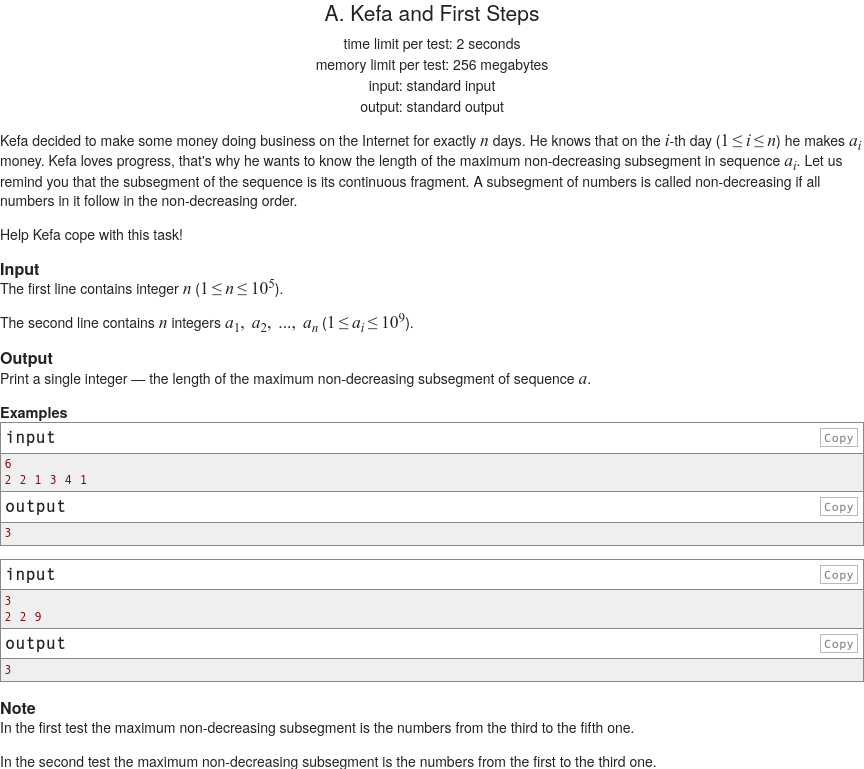 A. Kefa and First Steps
time limit per test: 2 seconds
memory limit per test: 256 megabytes
input: standard input
output: standard output
Kefa decided to make some money doing business on the Internet for exactly n days. He knows that on the i-th day (1 ≤ i ≤ n) he makes a_i
money. Kefa loves progress, that's why he wants to know the length of the maximum non-decreasing subsegment in sequence a_i. Let us
remind you that the subsegment of the sequence is its continuous fragment. A subsegment of numbers is called non-decreasing if all
numbers in it follow in the non-decreasing order.
Help Kefa cope with this task!
Input
The first line contains integer n (1 ≤ n ≤ 10^5).
The second line contains n integers a_1, a_2, ..., a_n (1 ≤ a_i ≤ 10^9).
Output
Print a single integer — the length of the maximum non-decreasing subsegment of sequence a.
Examples
input Copy
6
2 2 1 3 4 1
output Copy
3
input Copy
3
2 2 9
output Copy
3
Note
In the first test the maximum non-decreasing subsegment is the numbers from the third to the fifth one.
In the second test the maximum non-decreasing subsegment is the numbers from the first to the third one.